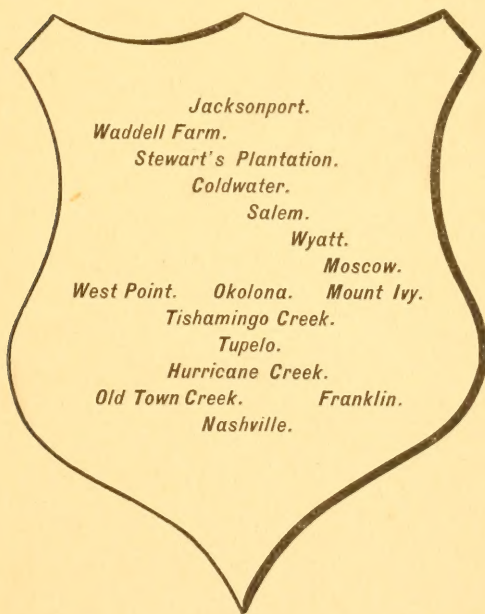 Jacksonport.
Waddell Farm.
Stewart's Plantation.
Coldwater.
Salem.
Wyatt.
Moscow.
West Point. Okolona. Mount Ivy.
Tishamingo Creek.
Tupelo.
Hurricane Creek.
Old Town Creek. Franklin.
Nashville.